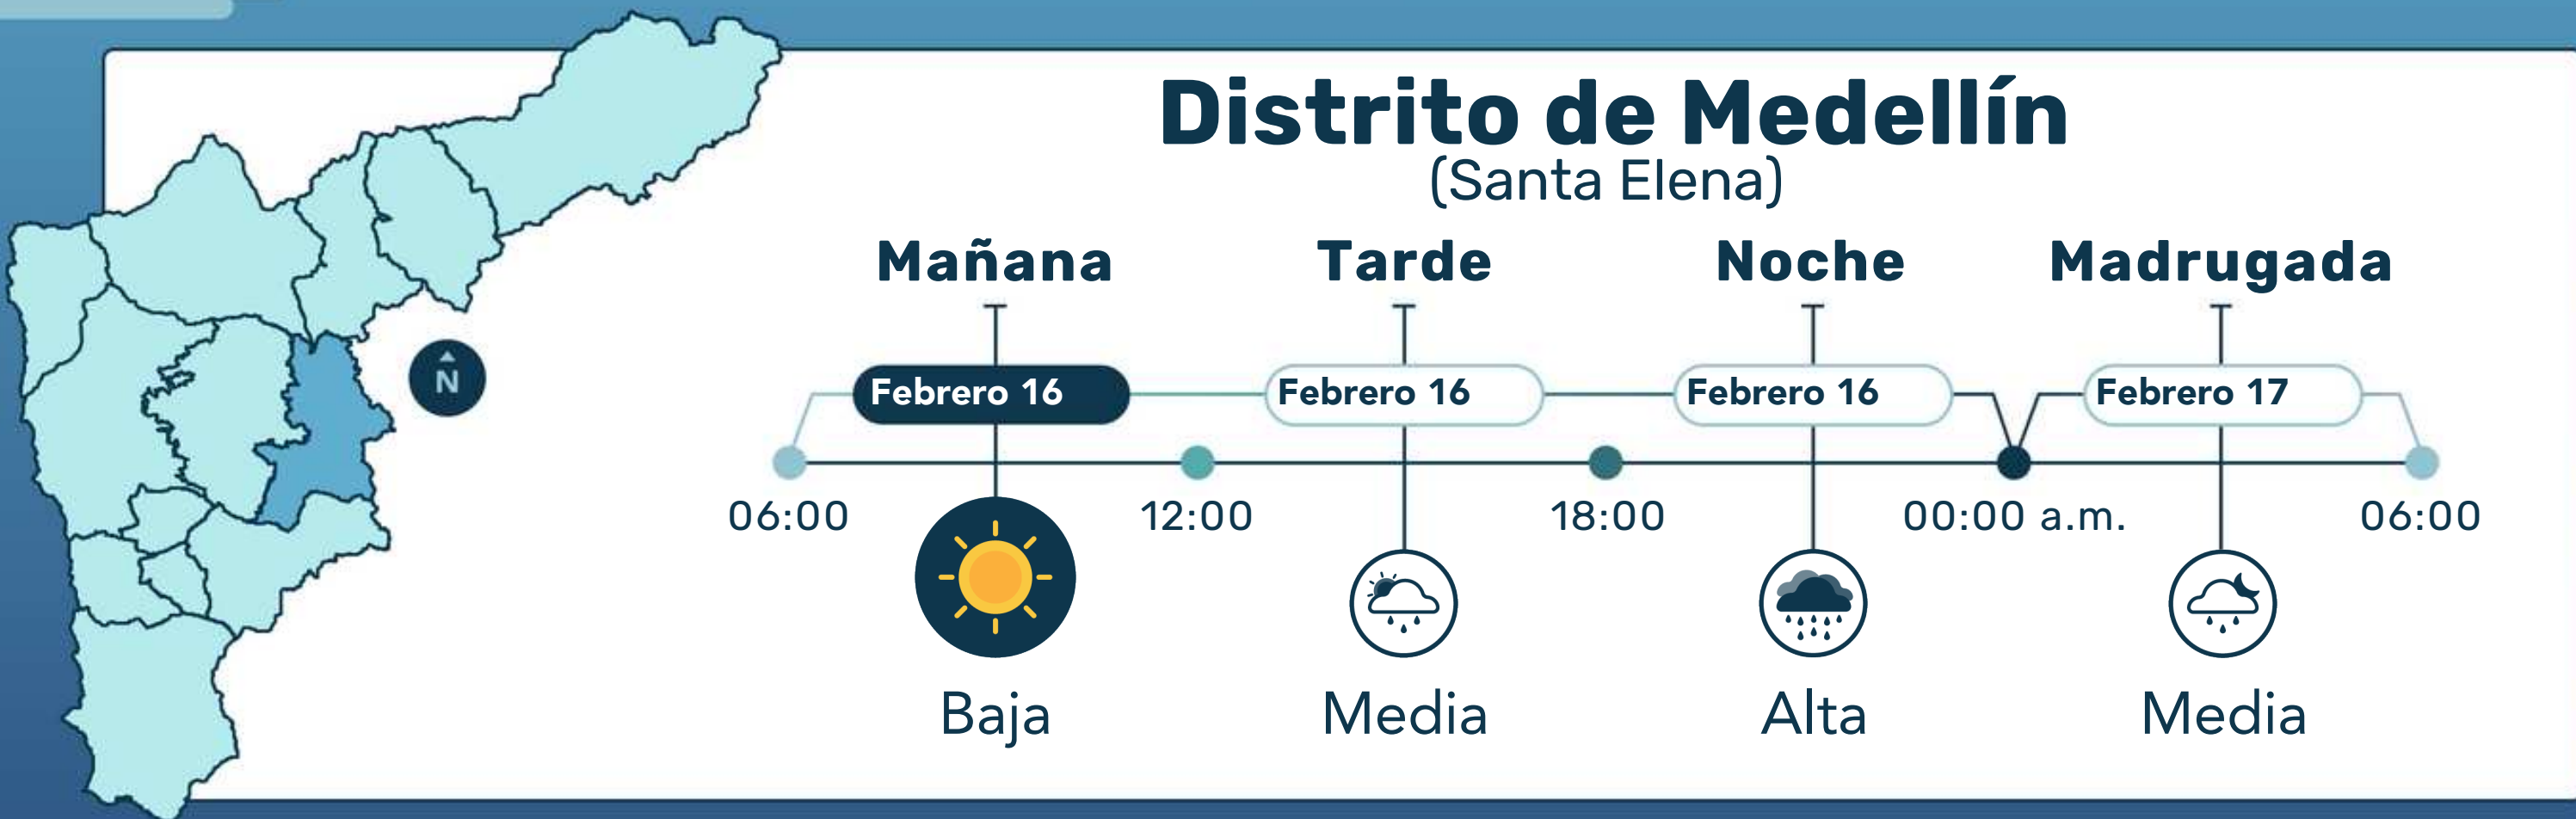 Distrito de Medellín
(Santa Elena)
Mañana Tarde Noche Madrugada
N
Febrero 16 Febrero 16 Febrero 16 Febrero 17
06:00 12:00 18:00 00:00 a.m. 06:00
Baja Media Alta Media